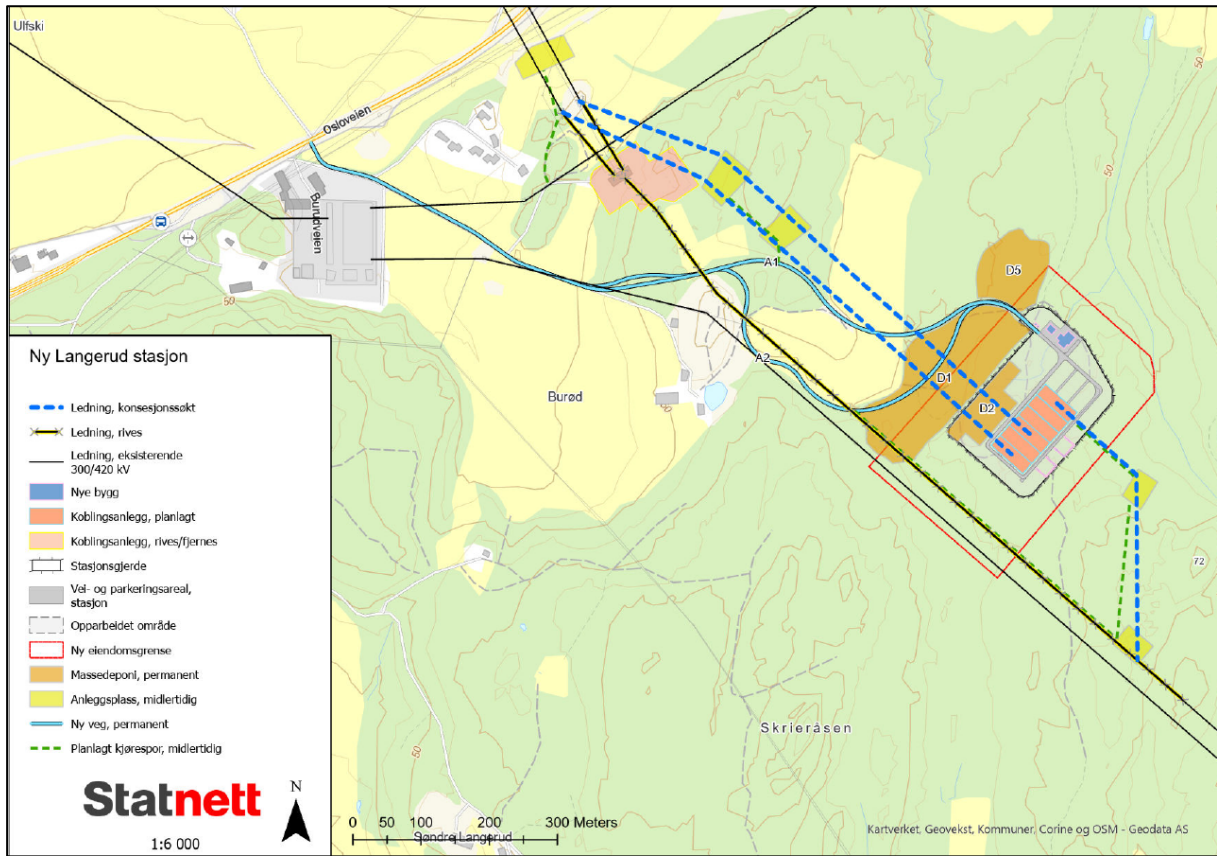 Ulfski
Osloveien
Burudveien
50
50
A1
A2
D5
D1
D2
50
Burød
50
72
Skrieråsen
50
Søndre Langerud
Ny Langerud stasjon
Ledning, konsesjonssøkt
Ledning, rives
Ledning, eksisterende
300/420 kV
Nye bygg
Koblingsanlegg, planlagt
Koblingsanlegg, rives/fjernes
Stasjonsgjerde
Vei- og parkeringsareal,
stasjon
Opparbeidet område
Ny eiendomsgrense
Massedeponi, permanent
Anleggsplass, midlertidig
Ny veg, permanent
Planlagt kjørespor, midlertidig
Statnett
N
1:6 000
0 50 100 200 300 Meters
Kartverket, Geovekst, Kommuner, Corine og OSM - Geodata AS